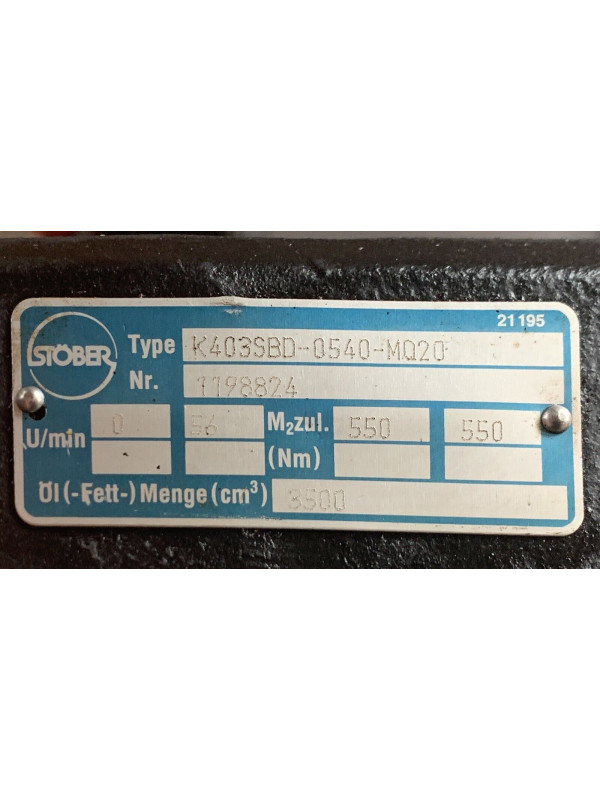 21195
STÖBER
Type K403SBD-0540-MQ20
Nr. 1198824
U/min 0 56 M₂zul. 550 550
(Nm)
Öl (-Fett-) Menge (cm³) 3500